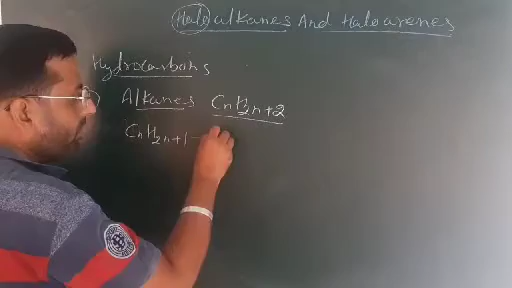 Haloalkanes And Haloarenes
Hydrocarbons
Alkanes CnH2n+2
CnH2n+1-